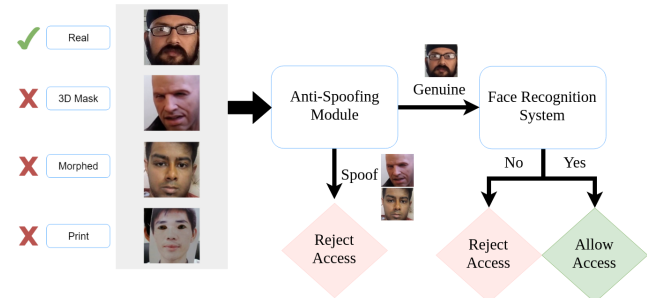 Real
3D Mask
Morphed
Print
Anti-Spoofing
Module
Genuine
Face Recognition
System
Spoof
No
Yes
Reject
Access
Reject
Access
Allow
Access